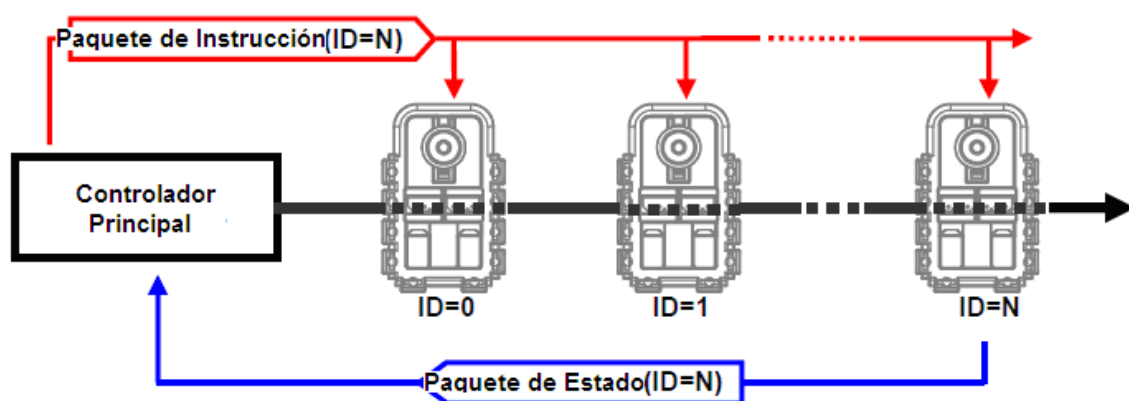 Paquete de Instrucción(ID=N)
Controlador
Principal
ID=0
ID=1
ID=N
Paquete de Estado(ID=N)